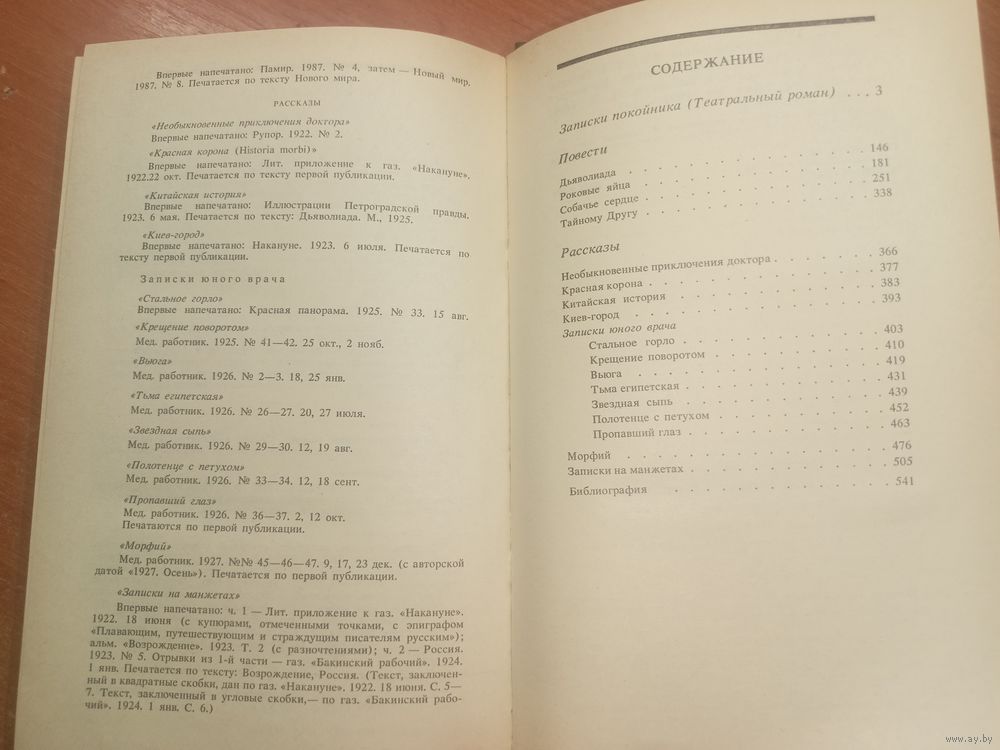 Впервые напечатано: Памир. 1987. № 4, затем — Новый мир.
1987. № 8. Печатается по тексту Нового мира.
РАССКАЗЫ
«Необыкновенные приключения доктора»
Впервые напечатано: Рупор. 1922. № 2.
«Красная корона (Historia morbi)»
Впервые напечатано: Лит. приложение к газ. «Накануне».
1922.22 окт. Печатается по тексту первой публикации.
«Китайская история»
Впервые напечатано: Иллюстрации Петроградской правды.
1923. 6 мая. Печатается по тексту: Дьяволиада. М., 1925.
«Киев-город»
Впервые напечатано: Накануне. 1923. 6 июля. Печатается по
тексту первой публикации.
Записки юного врача
«Стальное горло»
Впервые напечатано: Красная панорама. 1925. № 33. 15 авг.
«Крещение поворотом»
Мед. работник. 1925. № 41—42. 25 окт., 2 нояб.
«Вьюга»
Мед. работник. 1926. № 2—3. 18, 25 янв.
«Тьма египетская»
Мед. работник. 1926. № 26—27. 20, 27 июля.
«Звездная сыпь»
Мед. работник. 1926. № 29—30. 12, 19 авг.
«Полотенце с петухом»
Мед. работник. 1926. № 33—34. 12, 18 сент.
«Пропавший глаз»
Мед. работник. 1926. № 36—37. 2, 12 окт.
Печатаются по первой публикации.
«Морфий»
Мед. работник. 1927. №№ 45—46—47. 9, 17, 23 дек. (с авторской
датой «1927. Осень»). Печатается по первой публикации.
«Записки на манжетах»
Впервые напечатано: ч. 1 — Лит. приложение к газ. «Накануне».
1922. 18 июня (с купюрами, отмеченными точками, с эпиграфом
«Плавающим, путешествующим и страждущим писателям русским»);
альм. «Возрождение». 1923. Т. 2 (с разночтениями); ч. 2 — Россия.
1923. № 5. Отрывки из 1-й части — газ. «Бакинский рабочий». 1924.
1 янв. Печатается по тексту: Возрождение, Россия. (Текст, заключен-
ный в квадратные скобки, дан по газ. «Накануне». 1922. 18 июня. С. 5—
7. Текст, заключенный в угловые скобки,— по газ. «Бакинский рабо-
чий». 1924. 1 янв. С. 6.)
СОДЕРЖАНИЕ
Записки покойника (Театральный роман) . . . 3
Повести
Дьяволиада . . . 146
Роковые яйца . . . 181
Собачье сердце . . . 251
Тайному Другу . . . 338
Рассказы
Необыкновенные приключения доктора . . . 366
Красная корона . . . 377
Китайская история . . . 383
Киев-город . . . 393
Записки юного врача
Стальное горло . . . 403
Крещение поворотом . . . 410
Вьюга . . . 419
Тьма египетская . . . 431
Звездная сыпь . . . 439
Полотенце с петухом . . . 452
Пропавший глаз . . . 463
Морфий . . . 476
Записки на манжетах . . . 505
Библиография . . . 541
www.ay.by